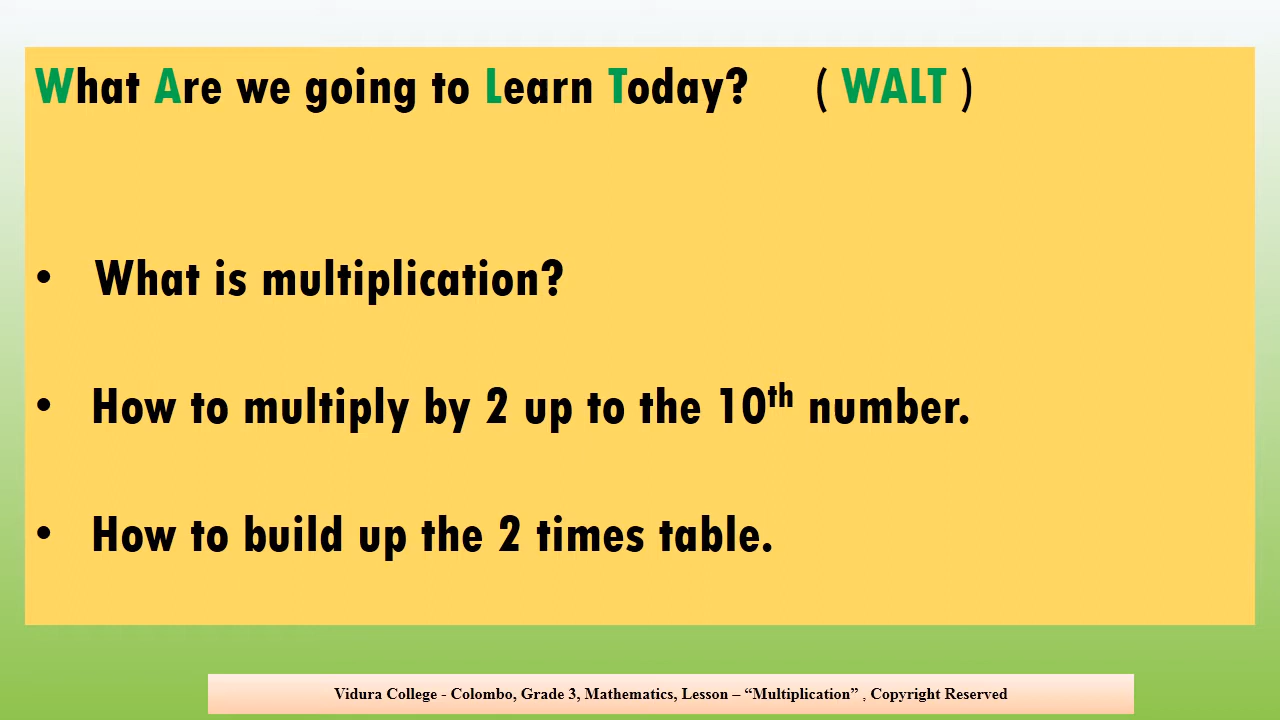 What Are we going to Learn Today? ( WALT )
• What is multiplication?
• How to multiply by 2 up to the 10th number.
• How to build up the 2 times table.
Vidura College - Colombo, Grade 3, Mathematics, Lesson – “Multiplication” , Copyright Reserved